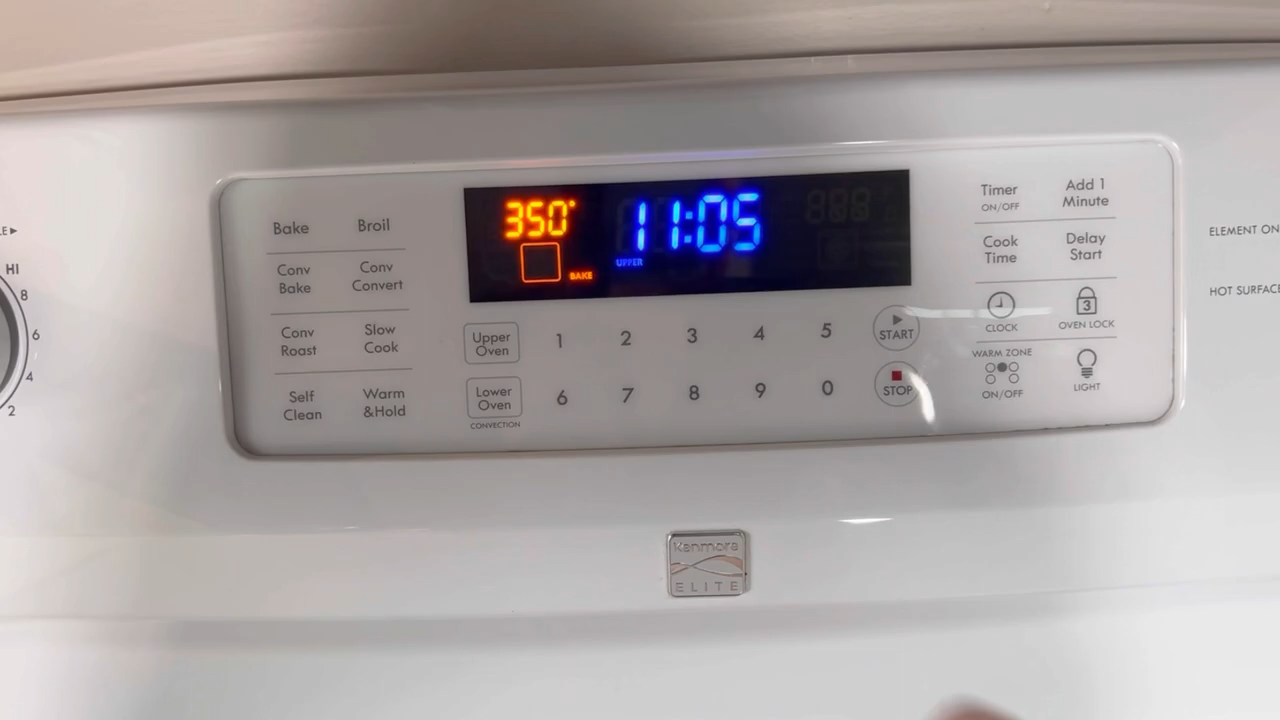 LE▶
HI
8
6
4
2
Bake
Broil
Conv
Bake
Conv
Convert
Conv
Roast
Slow
Cook
Self
Clean
Warm
&Hold
350°
BAKE
UPPER
11:05
Upper
Oven
1 2 3 4 5
START
Lower
Oven
CONVECTION
6 7 8 9 0
STOP
Timer
ON/OFF
Add 1
Minute
Cook
Time
Delay
Start
CLOCK
3
OVEN LOCK
WARM ZONE
ON/OFF
LIGHT
ELEMENT ON
HOT SURFACE
Kenmore
ELITE